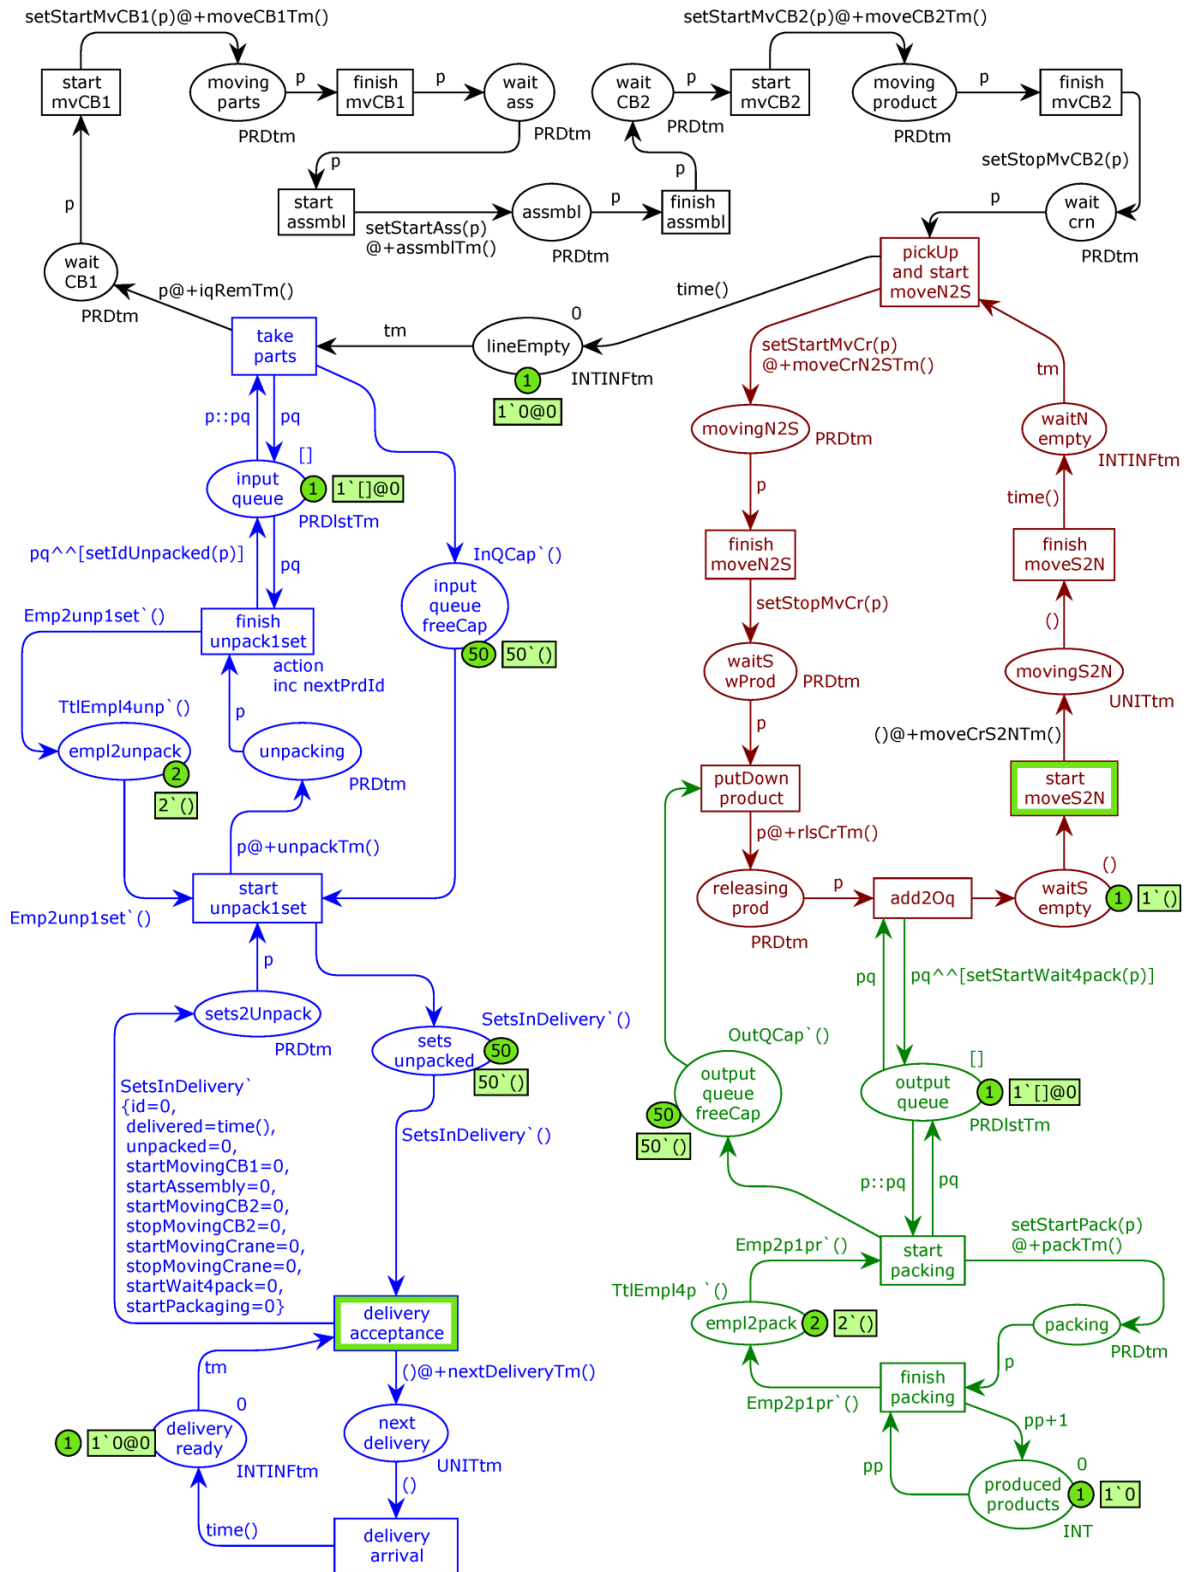 setStartMvCB1(p)@+moveCB1Tm()
setStartMvCB2(p)@+moveCB2Tm()
start
mvCB1
moving
parts
PRDtm
p
finish
mvCB1
p
wait
ass
PRDtm
wait
CB2
PRDtm
p
start
mvCB2
moving
product
PRDtm
p
finish
mvCB2
setStopMvCB2(p)
p
p
p
start
assmbl
setStartAss(p)
@+assmblTm()
assmbl
PRDtm
p
finish
assmbl
p
wait
crn
PRDtm
wait
CB1
PRDtm
p@+iqRemTm()
pickUp
and start
moveN2S
time()
take
parts
tm
0
lineEmpty
INTINFtm
1
1`0@0
setStartMvCr(p)
@+moveCrN2STm()
tm
p::pq
pq
movingN2S
PRDtm
waitN
empty
INTINFtm
[]
input
queue
1
1`[]@0
PRDlstTm
p
time()
pq^^[setIdUnpacked(p)]
pq
InQCap`()
input
queue
freeCap
50
50`()
finish
moveN2S
finish
moveS2N
setStopMvCr(p)
()
Emp2unp1set`()
finish
unpack1set
action
inc nextPrdId
waitS
wProd
PRDtm
movingS2N
UNITtm
TtlEmpl4unp`()
p
empl2unpack
2
2`()
unpacking
PRDtm
p
()@+moveCrS2NTm()
putDown
product
start
moveS2N
p@+unpackTm()
p@+rlsCrTm()
start
unpack1set
Emp2unp1set`()
releasing
prod
PRDtm
p
add2Oq
()
waitS
empty
1
1`()
p
pq
pq^^[setStartWait4pack(p)]
sets2Unpack
PRDtm
SetsInDelivery`()
sets
unpacked
50
50`()
OutQCap`()
output
queue
freeCap
50
50`()
[]
output
queue
1
1`[]@0
PRDlstTm
SetsInDelivery`
{id=0,
delivered=time(),
unpacked=0,
startMovingCB1=0,
startAssembly=0,
startMovingCB2=0,
stopMovingCB2=0,
startMovingCrane=0,
stopMovingCrane=0,
startWait4pack=0,
startPackaging=0}
SetsInDelivery`()
p::pq
pq
setStartPack(p)
@+packTm()
Emp2p1pr`()
start
packing
TtlEmpl4p`()
empl2pack
2
2`()
packing
PRDtm
delivery
acceptance
tm
()@+nextDeliveryTm()
p
finish
packing
Emp2p1pr`()
0
delivery
ready
1
1`0@0
INTINFtm
next
delivery
UNITtm
pp+1
pp
0
produced
products
1
1`0
INT
()
time()
delivery
arrival